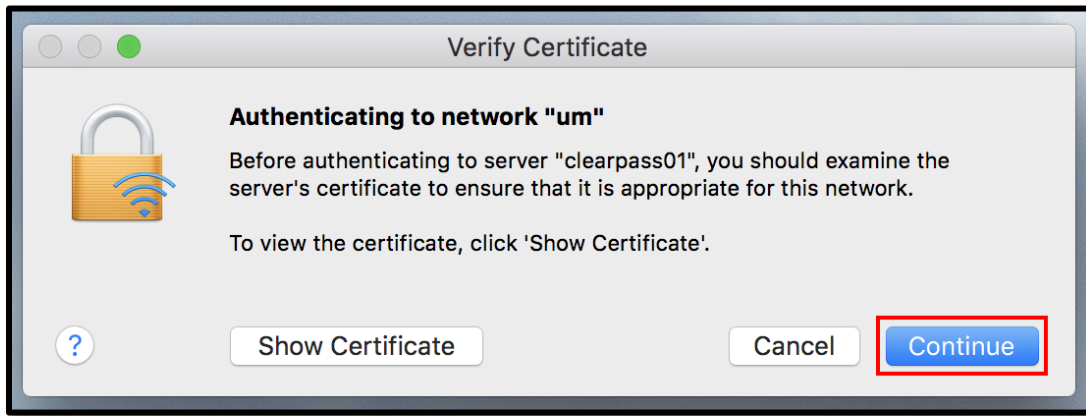 Verify Certificate
Authenticating to network "um"
Before authenticating to server "clearpass01", you should examine the
server's certificate to ensure that it is appropriate for this network.
To view the certificate, click 'Show Certificate'.
?
Show Certificate
Cancel
Continue